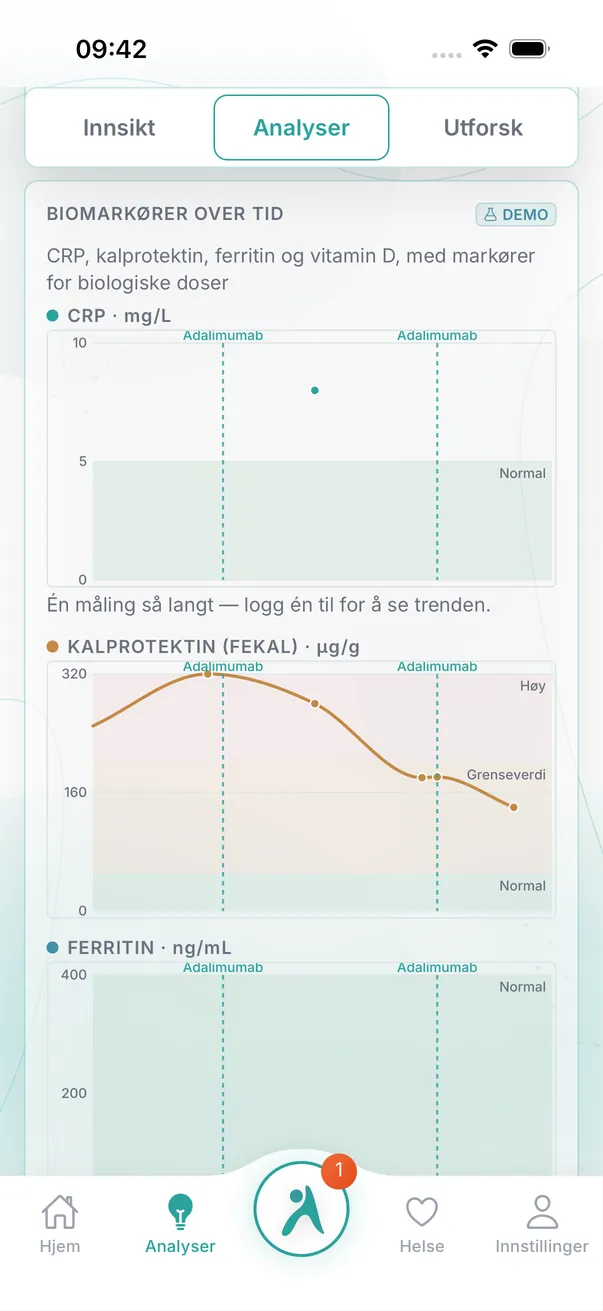 09:42
Innsikt
Analyser
Utforsk
BIOMARKØRER OVER TID
DEMO
CRP, kalprotektin, ferritin og vitamin D, med markører
for biologiske doser
CRP · mg/L
Adalimumab
Adalimumab
10
5
Normal
0
Én måling så langt — logg én til for å se trenden.
KALPROTEKTIN (FEKAL) · µg/g
Adalimumab
Adalimumab
320
Høy
Grenseverdi
160
Normal
0
FERRITIN · ng/mL
Adalimumab
Adalimumab
400
Normal
200
1
Hjem
Analyser
Helse
Innstillinger